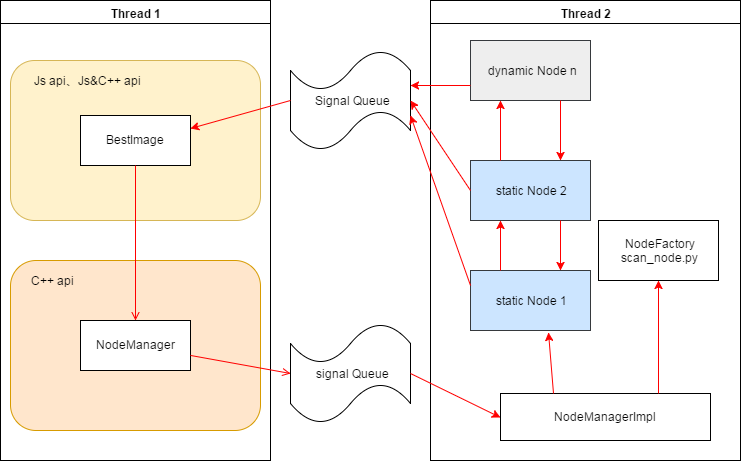 Thread 1
Thread 2
Js api、Js&C++ api
BestImage
Signal Queue
dynamic Node n
static Node 2
NodeFactory
scan_node.py
static Node 1
C++ api
NodeManager
signal Queue
NodeManagerImpl